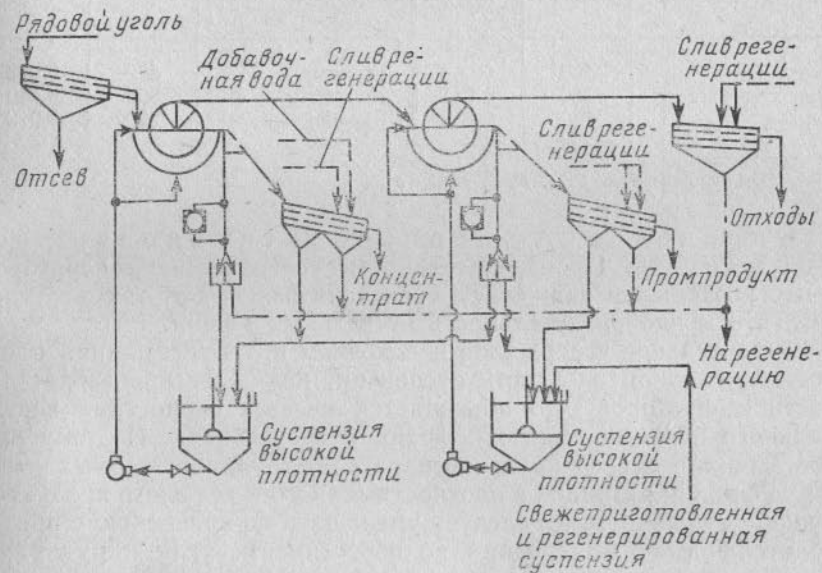 Рядовой уголь
Добавоч-
ная вода
Слив ре-
генерации
Слив реге-
нерации
Слив реге-
нерации
Отсев
Отходы
Концен-
трат
Промпродукт
На регене-
рацию
Суспензия
высокой
плотности
Суспензия
высокой
плотности
Свежеприготовленная
и регенерированная
суспензия